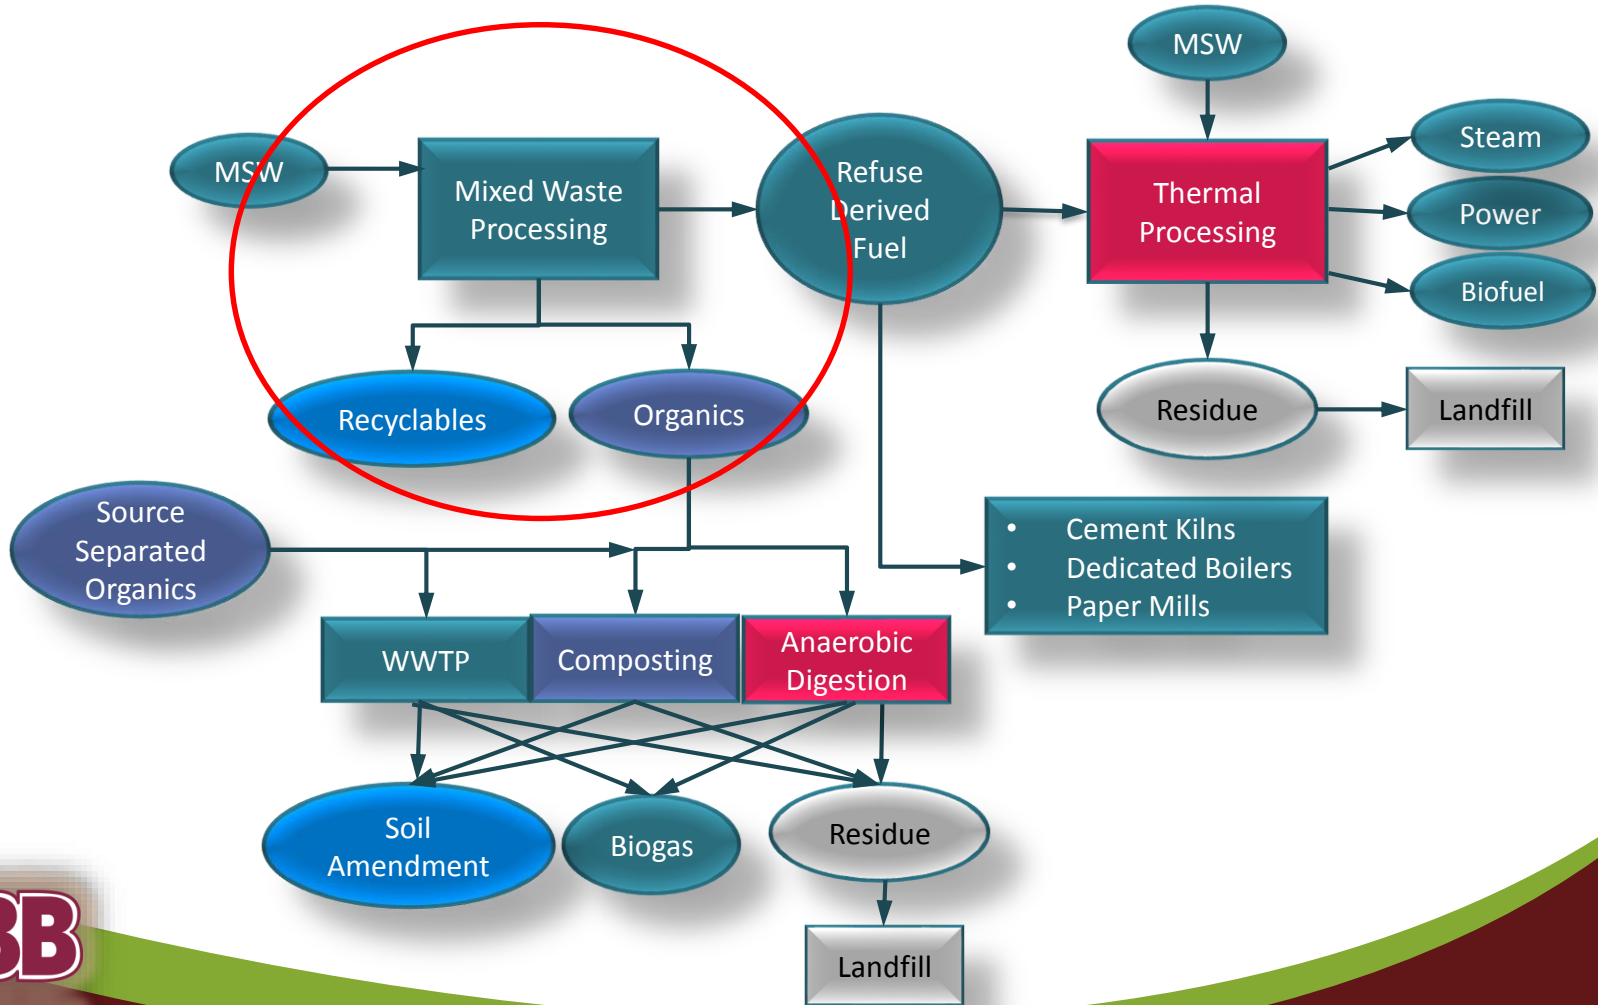 MSW
MSW
Mixed Waste
Processing
Refuse
Derived
Fuel
Thermal
Processing
Steam
Power
Biofuel
Recyclables
Organics
Residue
Landfill
Source
Separated
Organics
• Cement Kilns
• Dedicated Boilers
• Paper Mills
WWTP
Composting
Anaerobic
Digestion
Soil
Amendment
Biogas
Residue
Landfill